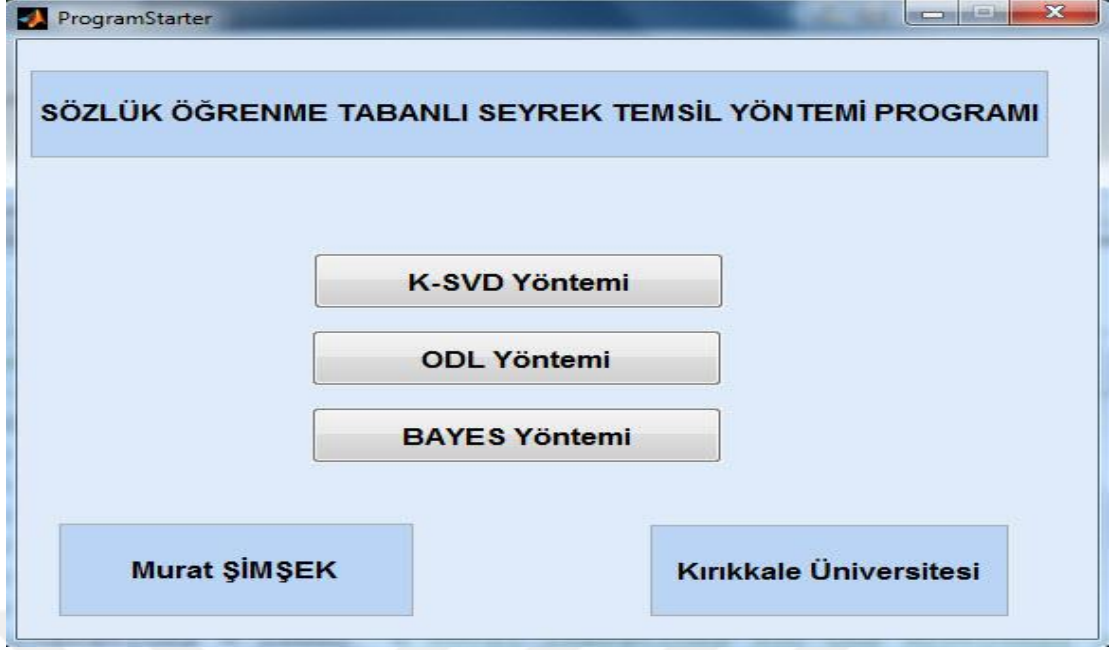 ProgramStarter
SÖZLÜK ÖĞRENME TABANLI SEYREK TEMSİL YÖNTEMİ PROGRAMI
K-SVD Yöntemi
ODL Yöntemi
BAYES Yöntemi
Murat ŞİMŞEK
Kırıkkale Üniversitesi